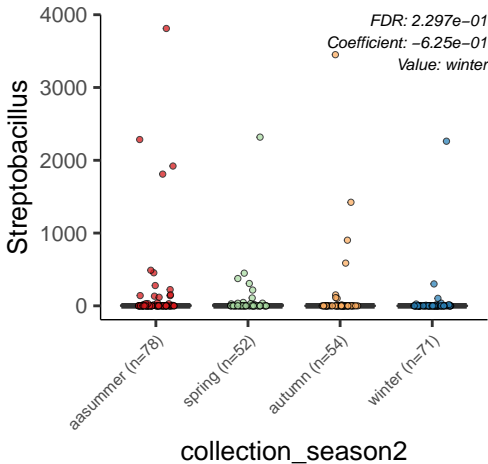 FDR: 2.297e−01
Coefficient: −6.25e−01
Value: winter
Streptobacillus
4000
3000
2000
1000
0
aasummer (n=78)
spring (n=52)
autumn (n=54)
winter (n=71)
collection_season2